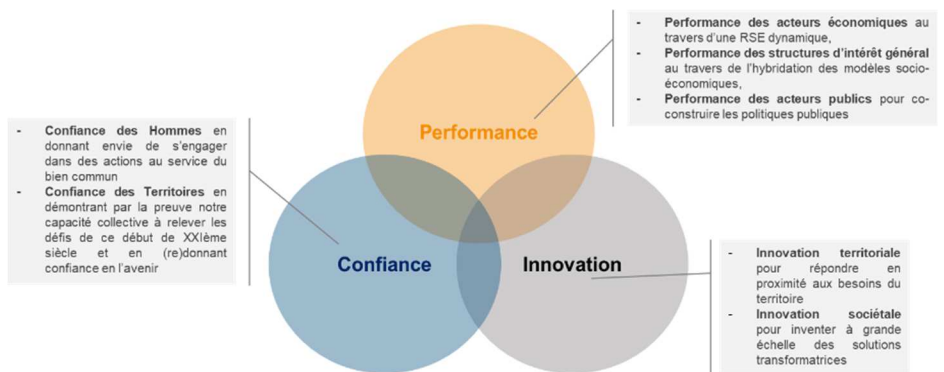 - Performance des acteurs économiques au
travers d'une RSE dynamique,
- Performance des structures d'intérêt général
au travers de l'hybridation des modèles socio-
économiques,
- Performance des acteurs publics pour co-
construire les politiques publiques
Performance
- Confiance des Hommes en
donnant envie de s'engager
dans des actions au service du
bien commun
- Confiance des Territoires en
démontrant par la preuve notre
capacité collective à relever les
défis de ce début de XXIème
siècle et en (re)donnant
confiance en l'avenir
Confiance
Innovation
- Innovation territoriale
pour répondre en
proximité aux besoins du
territoire
- Innovation sociétale
pour inventer à grande
échelle des solutions
transformatrices